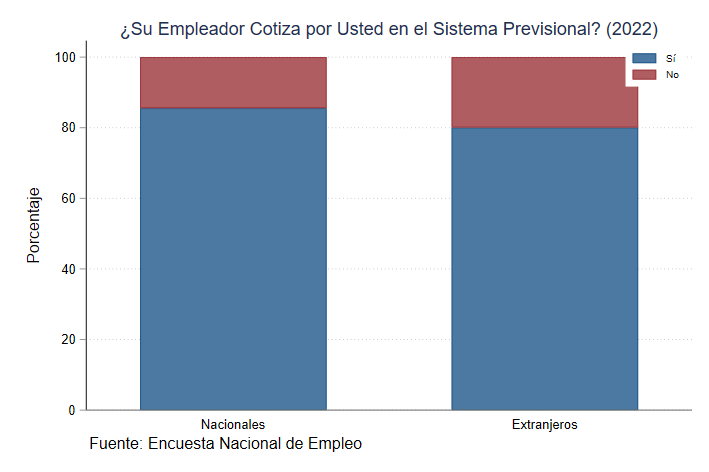 ¿Su Empleador Cotiza por Usted en el Sistema Previsional? (2022)
Sí
No
100
80
60
40
20
0
Porcentaje
Nacionales
Extranjeros
Fuente: Encuesta Nacional de Empleo